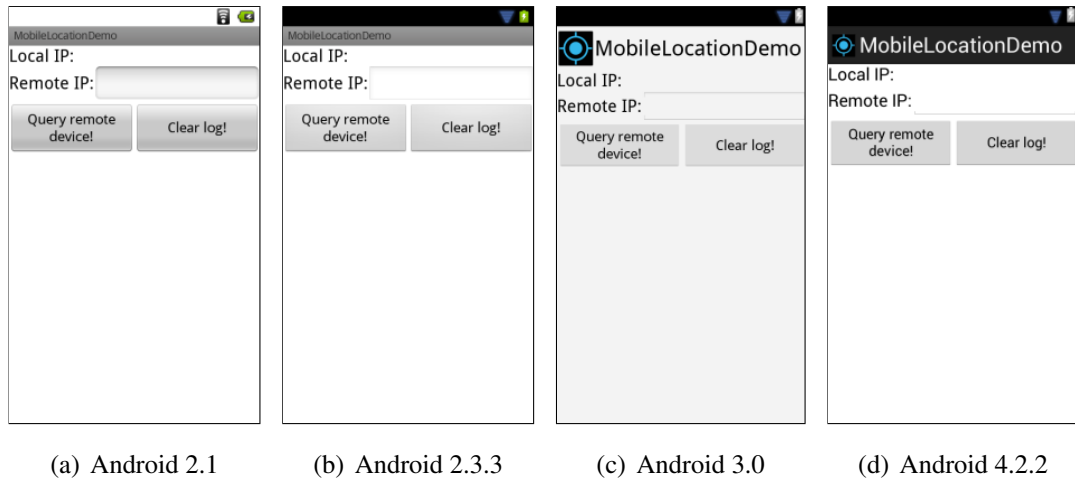 MobileLocationDemo
Local IP:
Remote IP:
Query remote
device!
Clear log!
MobileLocationDemo
Local IP:
Remote IP:
Query remote
device!
Clear log!
MobileLocationDemo
Local IP:
Remote IP:
Query remote
device!
Clear log!
MobileLocationDemo
Local IP:
Remote IP:
Query remote
device!
Clear log!
(a) Android 2.1
(b) Android 2.3.3
(c) Android 3.0
(d) Android 4.2.2